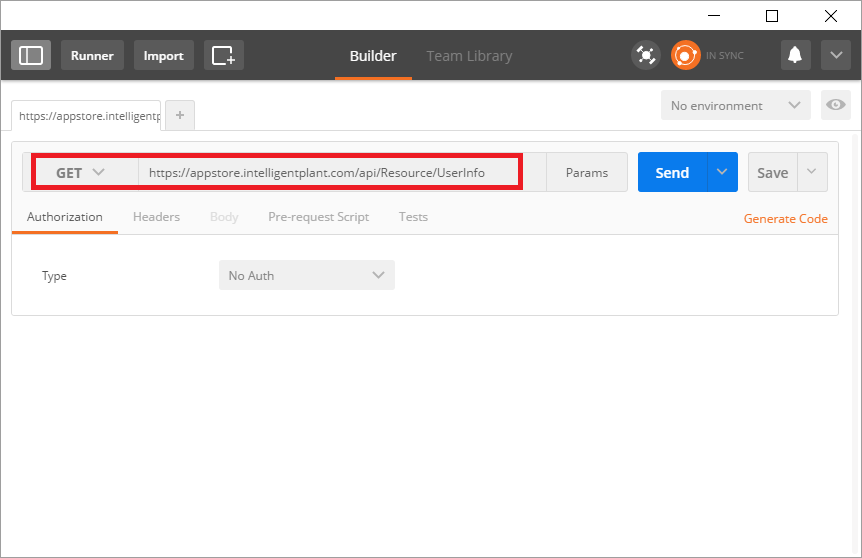 Runner Import Builder Team Library IN SYNC
https://appstore.intelligentp No environment
GET https://appstore.intelligentplant.com/api/Resource/UserInfo Params Send Save
Authorization Headers Body Pre-request Script Tests Generate Code
Type No Auth